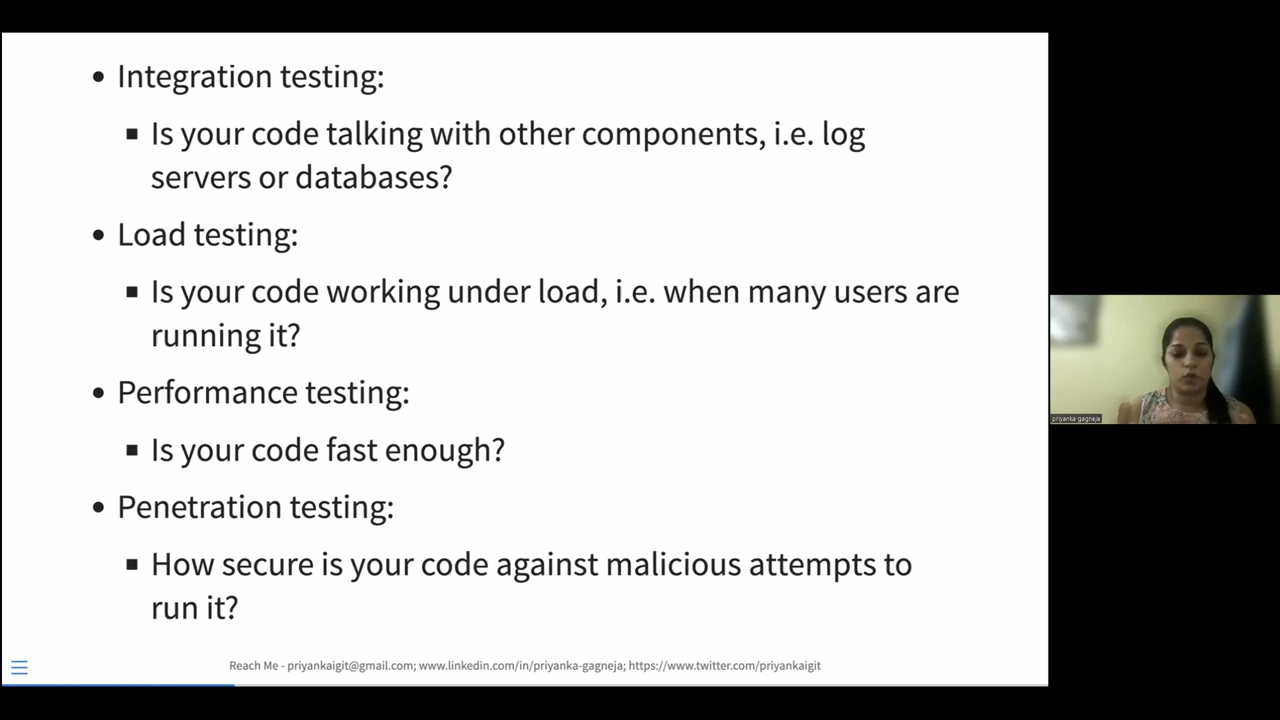 • Integration testing:
▪ Is your code talking with other components, i.e. log
servers or databases?
• Load testing:
▪ Is your code working under load, i.e. when many users are
running it?
• Performance testing:
▪ Is your code fast enough?
• Penetration testing:
▪ How secure is your code against malicious attempts to
run it?
Reach Me - priyankaigit@gmail.com; www.linkedin.com/in/priyanka-gagneja; https://www.twitter.com/priyankaigit
priyanka gagneja